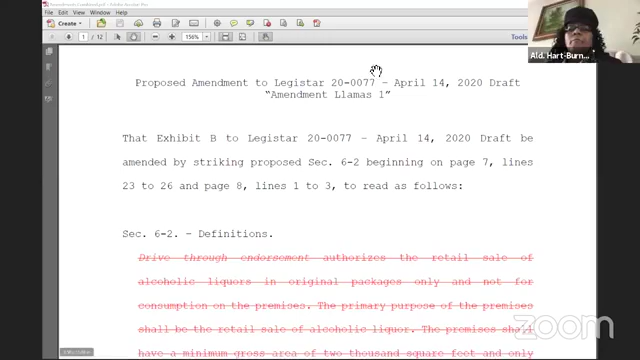 Create
1 / 12
156%
Tools
Ald. Hart-Burn...
Proposed Amendment to Legistar 20-0077 – April 14, 2020 Draft
"Amendment Llamas 1"
That Exhibit B to Legistar 20-0077 – April 14, 2020 Draft be
amended by striking proposed Sec. 6-2 beginning on page 7, lines
23 to 26 and page 8, lines 1 to 3, to read as follows:
Sec. 6-2. – Definitions.
Drive through endorsement authorizes the retail sale of
alcoholic liquors in original packages only and not for
consumption on the premises. The primary purpose of the premises
shall be the retail sale of alcoholic liquor. The premises shall
have a minimum gross area of two thousand square feet and only
zoom